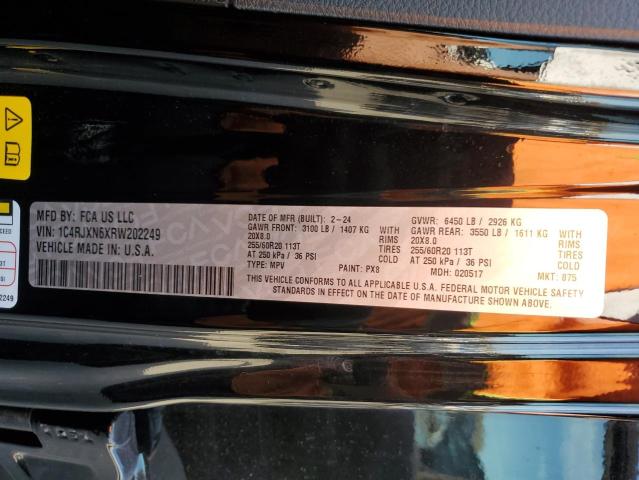 MFD BY: FCA US LLC
VIN: 1C4RJXN6XRW202249
VEHICLE MADE IN: U.S.A.
DATE OF MFR (BUILT): 2-24
GVWR: 6450 LB / 2926 KG
GAWR FRONT: 3100 LB / 1407 KG
GAWR REAR: 3550 LB / 1611 KG
20X8.0 RIMS
20X8.0 RIMS
255/60R20 113T TIRES
255/60R20 113T TIRES
AT 250 kPa / 36 PSI COLD
AT 250 kPa / 36 PSI COLD
TYPE: MPV PAINT: PX8 MDH: 020517 MKT: 875
THIS VEHICLE CONFORMS TO ALL APPLICABLE U.S.A. FEDERAL MOTOR VEHICLE SAFETY
STANDARDS IN EFFECT ON THE DATE OF MANUFACTURE SHOWN ABOVE.
2249